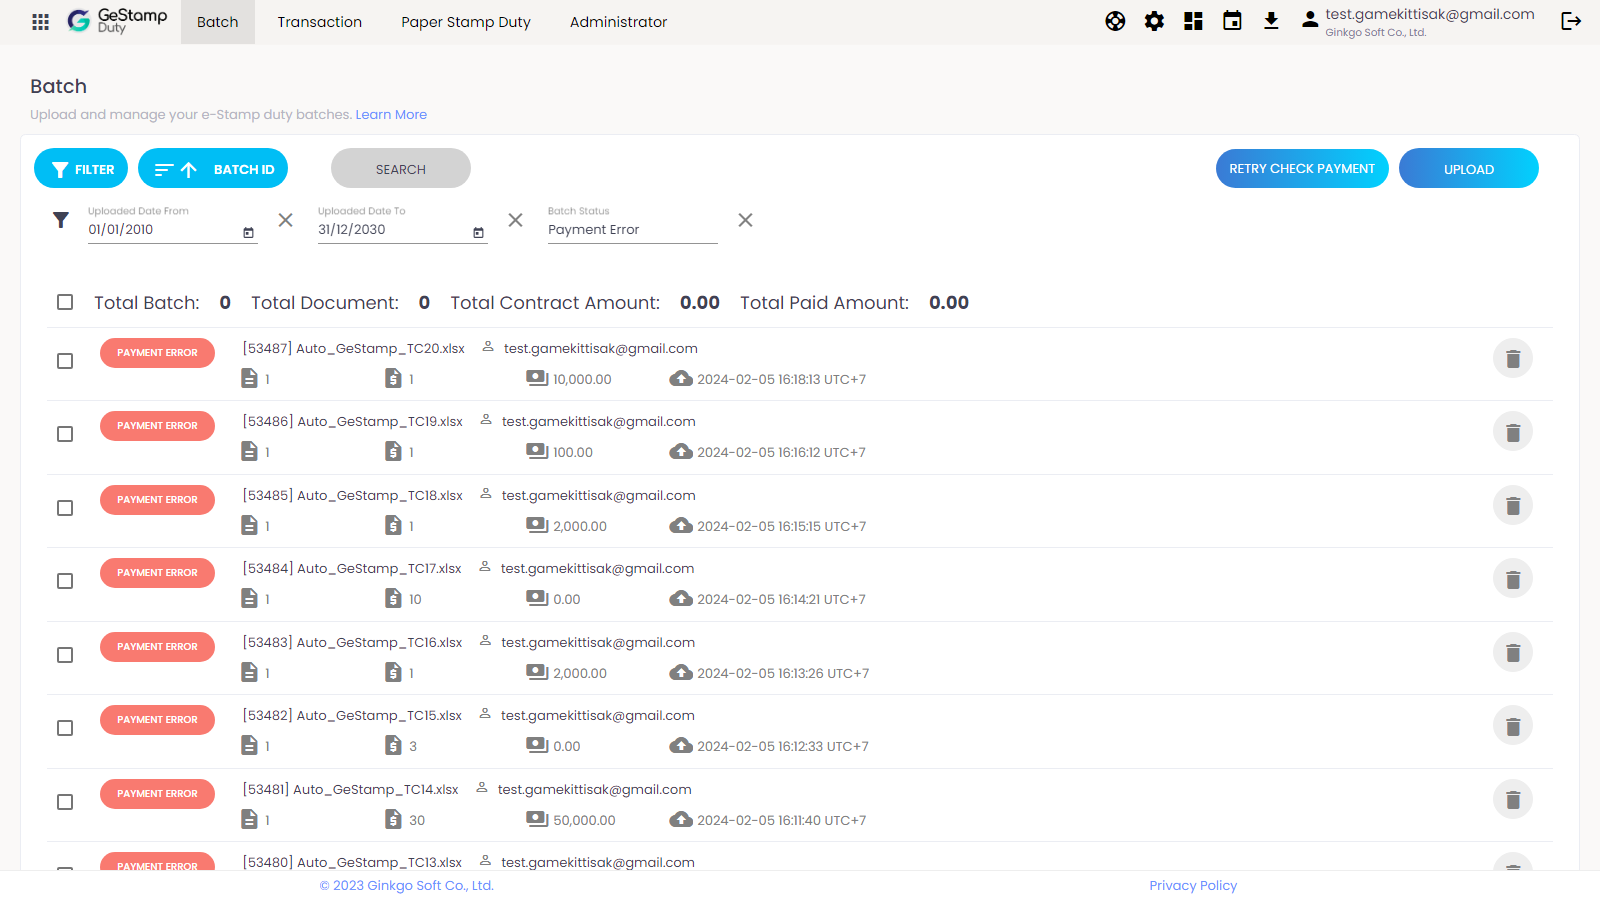 GeStamp
Duty
Batch
Transaction
Paper Stamp Duty
Administrator
test.gamekittisak@gmail.com
Ginkgo Soft Co., Ltd.
Batch
Upload and manage your e-Stamp duty batches. Learn More
FILTER
BATCH ID
SEARCH
RETRY CHECK PAYMENT
UPLOAD
Uploaded Date From
01/01/2010
Uploaded Date To
31/12/2030
Batch Status
Payment Error
Total Batch: 0 Total Document: 0 Total Contract Amount: 0.00 Total Paid Amount: 0.00
PAYMENT ERROR
[53487] Auto_GeStamp_TC20.xlsx test.gamekittisak@gmail.com
1 1 10,000.00 2024-02-05 16:18:13 UTC+7
PAYMENT ERROR
[53486] Auto_GeStamp_TC19.xlsx test.gamekittisak@gmail.com
1 1 100.00 2024-02-05 16:16:12 UTC+7
PAYMENT ERROR
[53485] Auto_GeStamp_TC18.xlsx test.gamekittisak@gmail.com
1 1 2,000.00 2024-02-05 16:15:15 UTC+7
PAYMENT ERROR
[53484] Auto_GeStamp_TC17.xlsx test.gamekittisak@gmail.com
1 10 0.00 2024-02-05 16:14:21 UTC+7
PAYMENT ERROR
[53483] Auto_GeStamp_TC16.xlsx test.gamekittisak@gmail.com
1 1 2,000.00 2024-02-05 16:13:26 UTC+7
PAYMENT ERROR
[53482] Auto_GeStamp_TC15.xlsx test.gamekittisak@gmail.com
1 3 0.00 2024-02-05 16:12:33 UTC+7
PAYMENT ERROR
[53481] Auto_GeStamp_TC14.xlsx test.gamekittisak@gmail.com
1 30 50,000.00 2024-02-05 16:11:40 UTC+7
PAYMENT ERROR
[53480] Auto_GeStamp_TC13.xlsx test.gamekittisak@gmail.com
© 2023 Ginkgo Soft Co., Ltd.
Privacy Policy